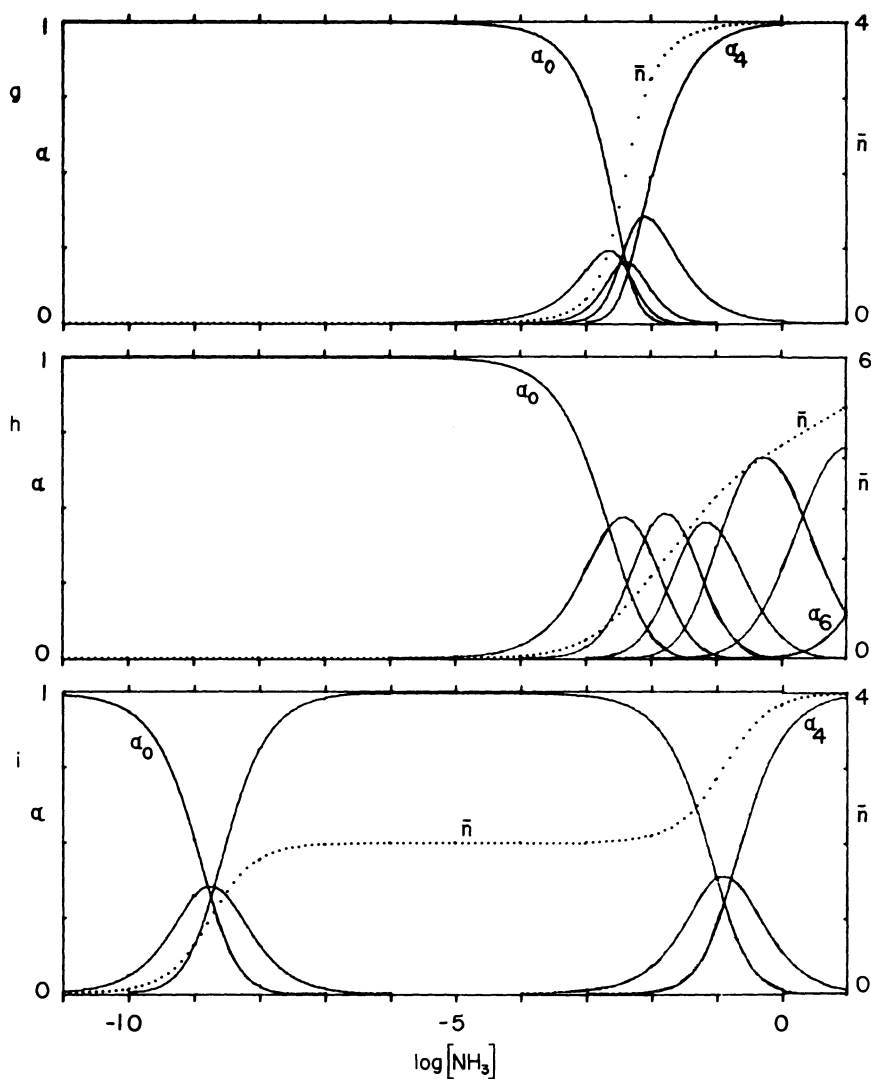 1 4
α₀ n̄ α₄
g
α n̄
0 0
1 6
α₀ n̄
h
α n̄
α₆
0 0
1 4
α₀ α₄
i
α n̄ n̄
0 0
-10 -5 0
log[NH₃]